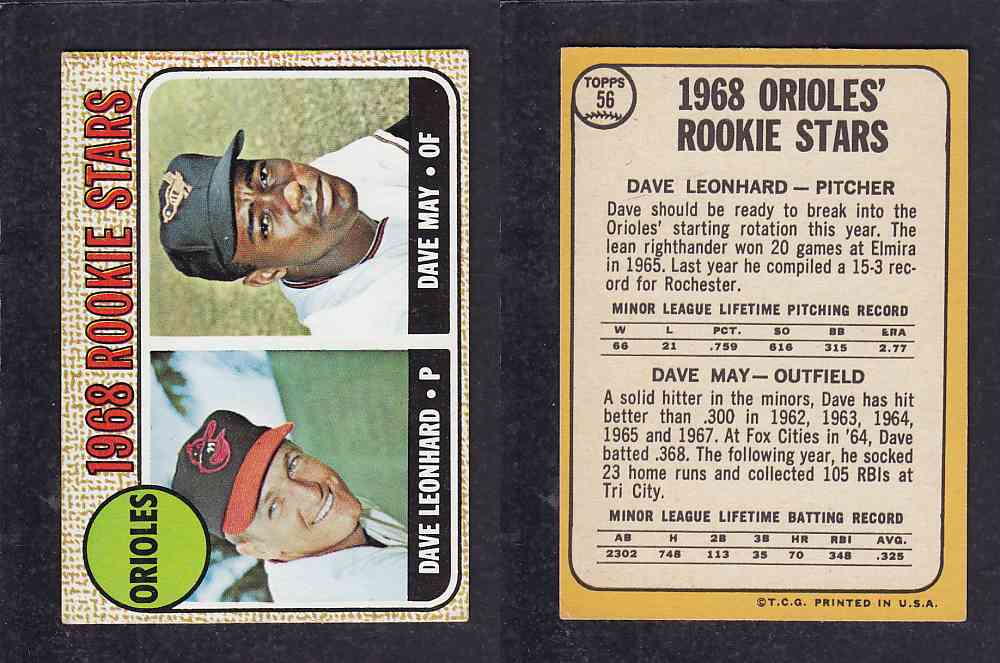 1968 ROOKIE STARS
ORIOLES
DAVE LEONHARD • P
DAVE MAY • OF
TOPPS
56
1968 ORIOLES'
ROOKIE STARS
DAVE LEONHARD — PITCHER
Dave should be ready to break into the
Orioles' starting rotation this year. The
lean righthander won 20 games at Elmira
in 1965. Last year he compiled a 15-3 rec-
ord for Rochester.
MINOR LEAGUE LIFETIME PITCHING RECORD
W L PCT. SO BB ERA
66 21 .759 616 315 2.77
DAVE MAY — OUTFIELD
A solid hitter in the minors, Dave has hit
better than .300 in 1962, 1963, 1964,
1965 and 1967. At Fox Cities in '64, Dave
batted .368. The following year, he socked
23 home runs and collected 105 RBIs at
Tri City.
MINOR LEAGUE LIFETIME BATTING RECORD
AB H 2B 3B HR RBI AVG.
2302 748 113 35 70 348 .325
©T.C.G. PRINTED IN U.S.A.